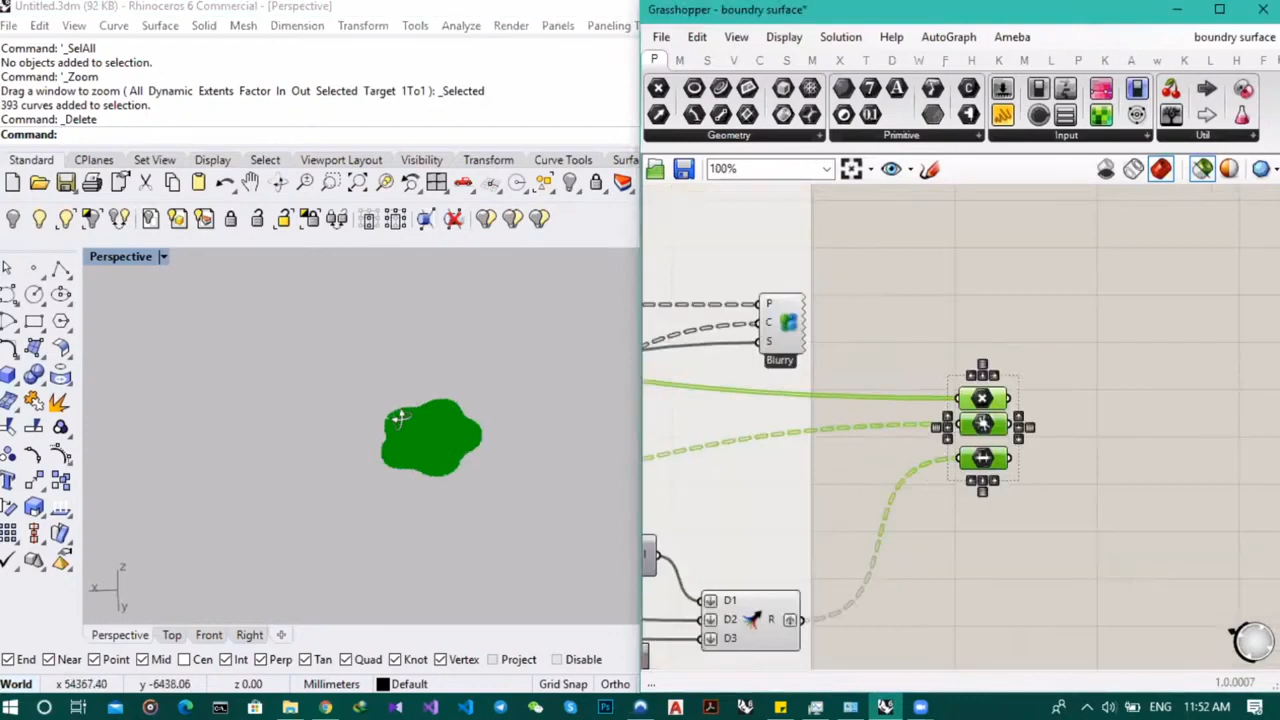 Untitled.3dm (92 KB) - Rhinoceros 6 Commercial - [Perspective]
File Edit View Curve Surface Solid Mesh Dimension Transform Tools Analyze Render Panels Paneling T
Command: '_SelAll
No objects added to selection.
Command: '_Zoom
Drag a window to zoom ( All Dynamic Extents Factor In Out Selected Target 1To1 ): _Selected
393 curves added to selection.
Command: _Delete
Command:
Standard CPlanes Set View Display Select Viewport Layout Visibility Transform Curve Tools Surfa
Perspective
x z y
Perspective Top Front Right
End Near Point Mid Cen Int Perp Tan Quad Knot Vertex Project Disable
World x 54367.40 y -6438.06 z 0.00 Millimeters Default Grid Snap Ortho
Grasshopper - boundry surface*
File Edit View Display Solution Help AutoGraph Ameba boundry surface
P M S V C S M I T D W F H K M L E w K L H F
Geometry Primitive Input Util
100%
P
C
S
Blurry
D1
D2 R
D3
...
1.0.0007
ENG 11:52 AM